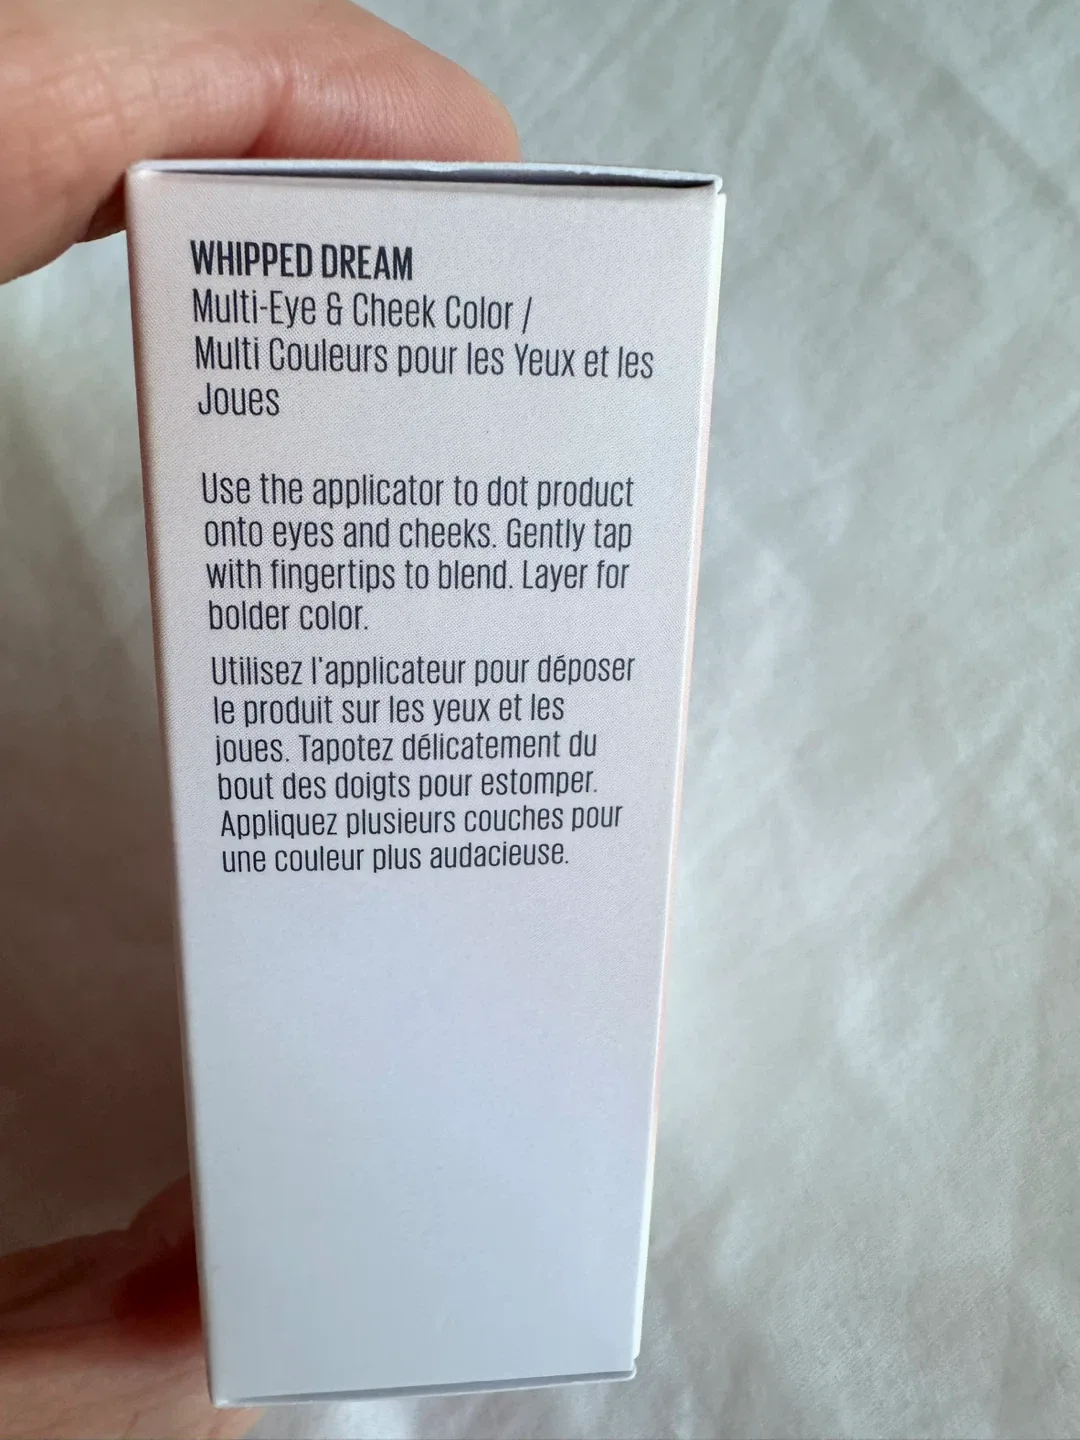 WHIPPED DREAM
Multi-Eye & Cheek Color /
Multi Couleurs pour les Yeux et les
Joues
Use the applicator to dot product
onto eyes and cheeks. Gently tap
with fingertips to blend. Layer for
bolder color.
Utilisez l'applicateur pour déposer
le produit sur les yeux et les
joues. Tapotez délicatement du
bout des doigts pour estomper.
Appliquez plusieurs couches pour
une couleur plus audacieuse.